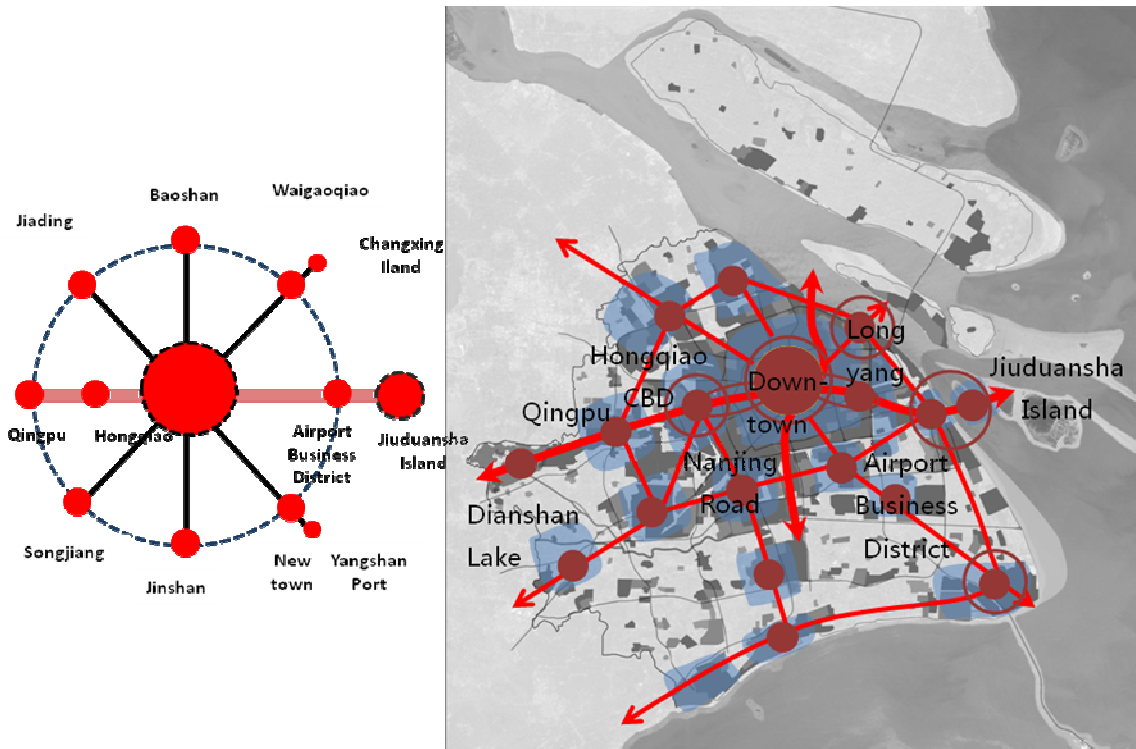 Baoshan
Waigaoqiao
Jiading
Changxing
Iland
Qingpu
Hongqiao
Airport
Business
District
Jiuduansha
Island
Songjiang
Jinshan
New
town
Yangshan
Port
Long
yang
Hongqiao
CBD
Down-
town
Jiuduansha
Island
Qingpu
Nanjing
Road
Airport
Business
District
Dianshan
Lake